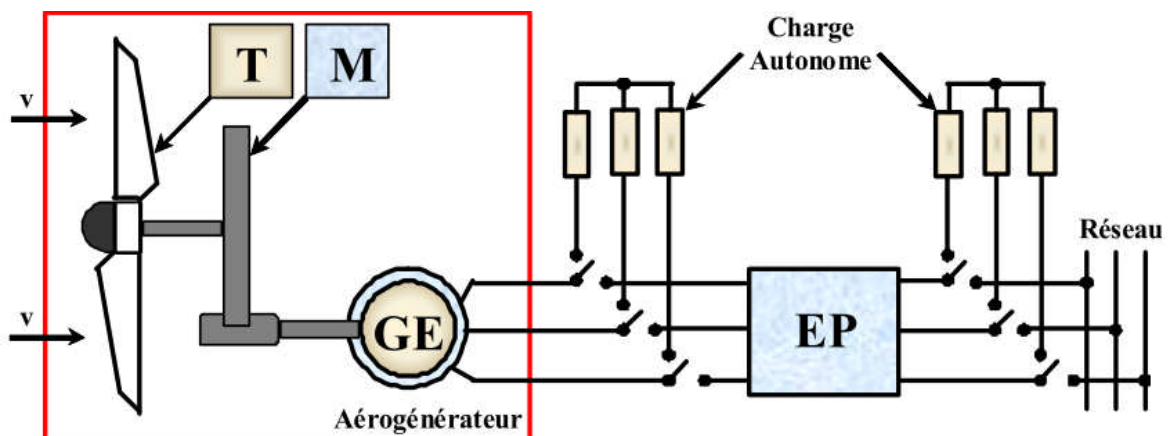 T
M
Charge
Autonome
v
Réseau
v
GE
EP
Aérogénérateur